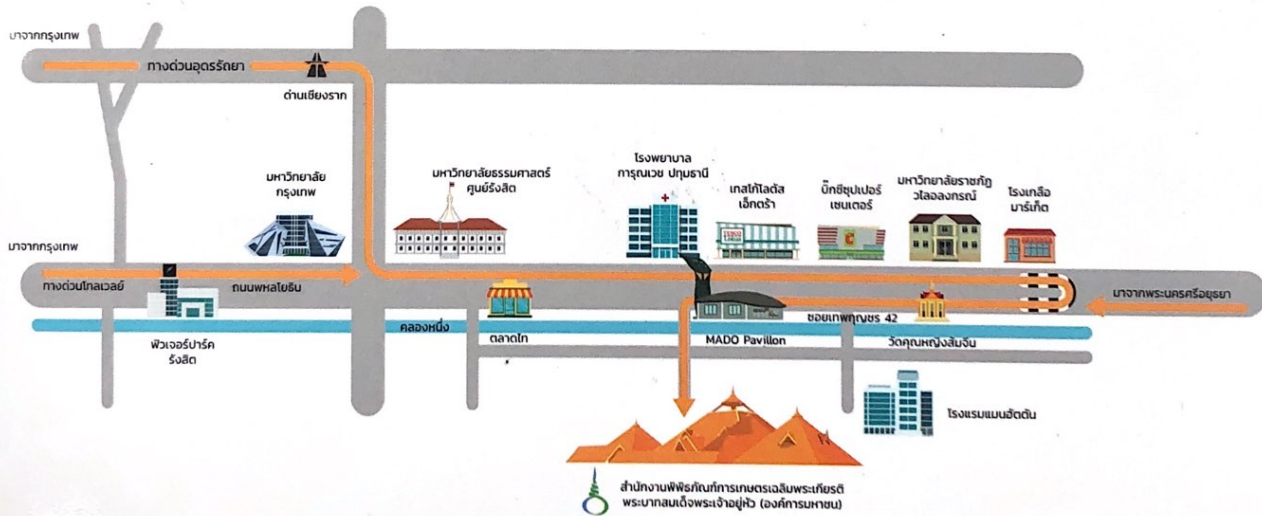 มาจากกรุงเทพ
ทางด่วนอุดรรัถยา
ด่านเชียงราก
มหาวิทยาลัย
กรุงเทพ
มหาวิทยาลัยธรรมศาสตร์
ศูนย์รังสิต
โรงพยาบาล
การุณเวช ปทุมธานี
เทสโก้โลตัส
เอ็กตร้า
บิ๊กซีซุปเปอร์
เซนเตอร์
มหาวิทยาลัยราชภัฏ
วไลอลงกรณ์
โรงเกลือ
มาร์เก็ต
มาจากกรุงเทพ
ทางด่วนโทลเวลย์
ถนนพหลโยธิน
มาจากพระนครศรีอยุธยา
ฟิวเจอร์ปาร์ค
รังสิต
คลองหนึ่ง
ตลาดไท
MADO Pavillon
ซอยเทพกุญชร 42
วัดคุณหญิงส้มจีน
โรงแรมแมนฮัตตัน
สำนักงานพิพิธภัณฑ์การเกษตรเฉลิมพระเกียรติ
พระบาทสมเด็จพระเจ้าอยู่หัว (องค์การมหาชน)